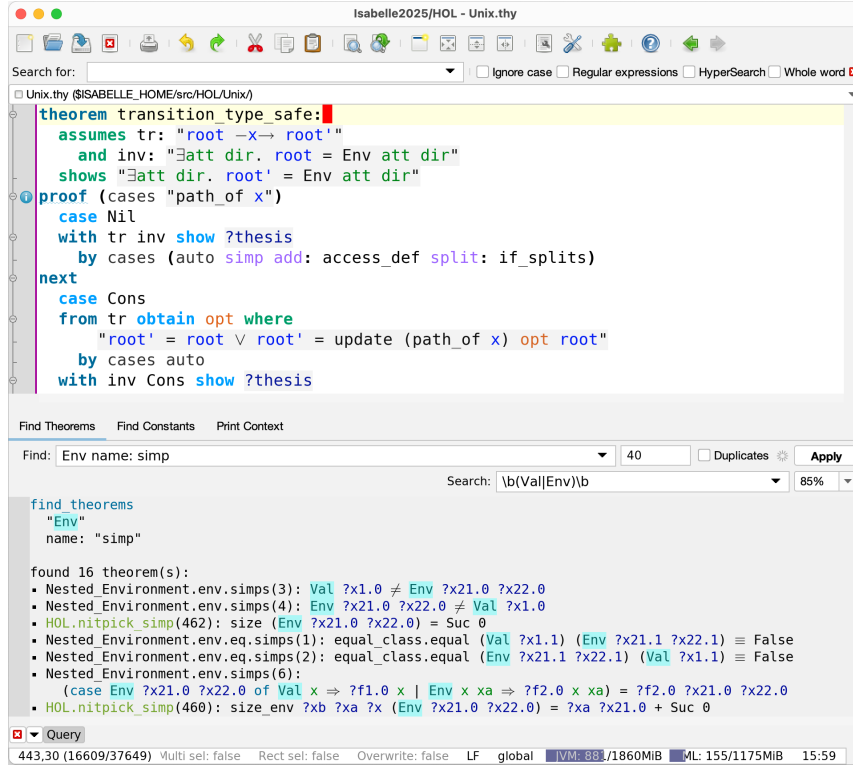 Isabelle2025/HOL - Unix.thy
Search for:
Ignore case Regular expressions HyperSearch Whole word
Unix.thy ($ISABELLE_HOME/src/HOL/Unix/)
theorem transition_type_safe:
assumes tr: "root −x→ root'"
and inv: "∃att dir. root = Env att dir"
shows "∃att dir. root' = Env att dir"
proof (cases "path_of x")
case Nil
with tr inv show ?thesis
by cases (auto simp add: access_def split: if_splits)
next
case Cons
from tr obtain opt where
"root' = root ∨ root' = update (path_of x) opt root"
by cases auto
with inv Cons show ?thesis
Find Theorems Find Constants Print Context
Find: Env name: simp 40 Duplicates Apply
Search: \b(Val|Env)\b 85%
find_theorems
"Env"
name: "simp"
found 16 theorem(s):
▪ Nested_Environment.env.simps(3): Val ?x1.0 ≠ Env ?x21.0 ?x22.0
▪ Nested_Environment.env.simps(4): Env ?x21.0 ?x22.0 ≠ Val ?x1.0
▪ HOL.nitpick_simp(462): size (Env ?x21.0 ?x22.0) = Suc 0
▪ Nested_Environment.env.eq.simps(1): equal_class.equal (Val ?x1.1) (Env ?x21.1 ?x22.1) ≡ False
▪ Nested_Environment.env.eq.simps(2): equal_class.equal (Env ?x21.1 ?x22.1) (Val ?x1.1) ≡ False
▪ Nested_Environment.env.simps(6):
(case Env ?x21.0 ?x22.0 of Val x ⇒ ?f1.0 x | Env x xa ⇒ ?f2.0 x xa) = ?f2.0 ?x21.0 ?x22.0
▪ HOL.nitpick_simp(460): size_env ?xb ?xa ?x (Env ?x21.0 ?x22.0) = ?xa ?x21.0 + Suc 0
Query
443,30 (16609/37649) Multi sel: false Rect sel: false Overwrite: false LF global JVM: 881/1860MiB ML: 155/1175MiB 15:59